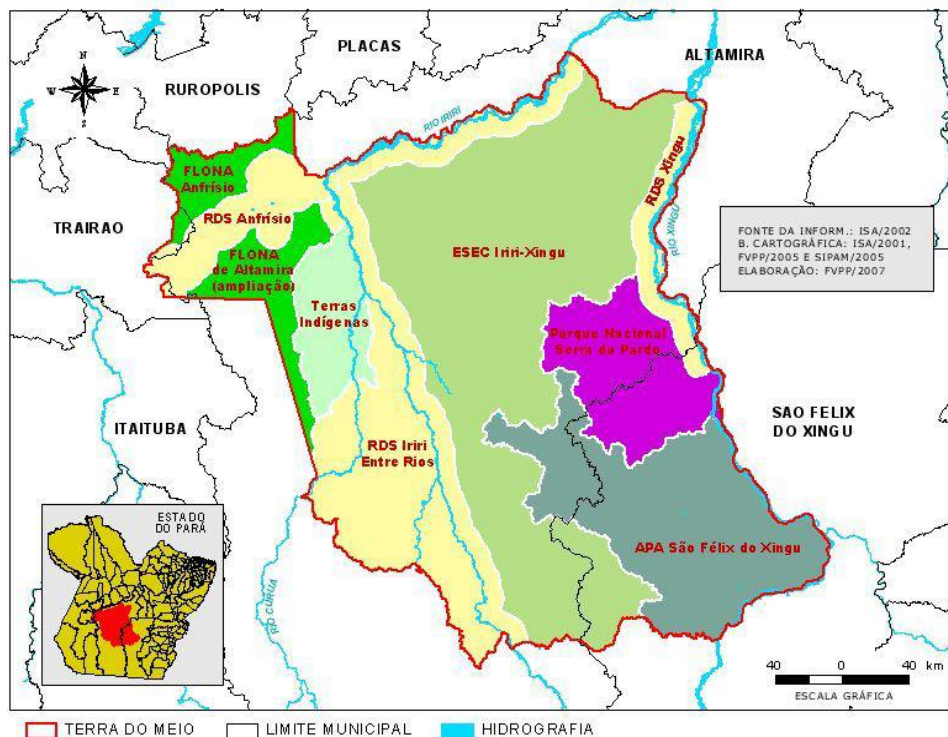 PLACAS
ALTAMIRA
N
W
E
S
RUROPOLIS
RIO IRIRI
FLONA
Anfrísio
RDS Xingu
TRAIRAO
RDS Anfrísio
RIO XINGÚ
FONTE DA INFORM.: ISA/2002
B. CARTOGRÁFICA: ISA/2001,
FVPP/2005 E SIPAM/2005
ELABORAÇÃO: FVPP/2007
FLONA
de Altamira
(ampliação)
ESEC Iriri-Xingu
Terras
Indígenas
Parque Nacional
Serra do Pardo
SAO FELIX
DO XINGU
ITAITUBA
RDS Iriri
Entre Rios
ESTADO
DO PARÁ
APA São Félix do Xingu
RIO CURUA
40 0 40 km
ESCALA GRÁFICA
TERRA DO MEIO
LIMITE MUNICIPAL
HIDROGRAFIA